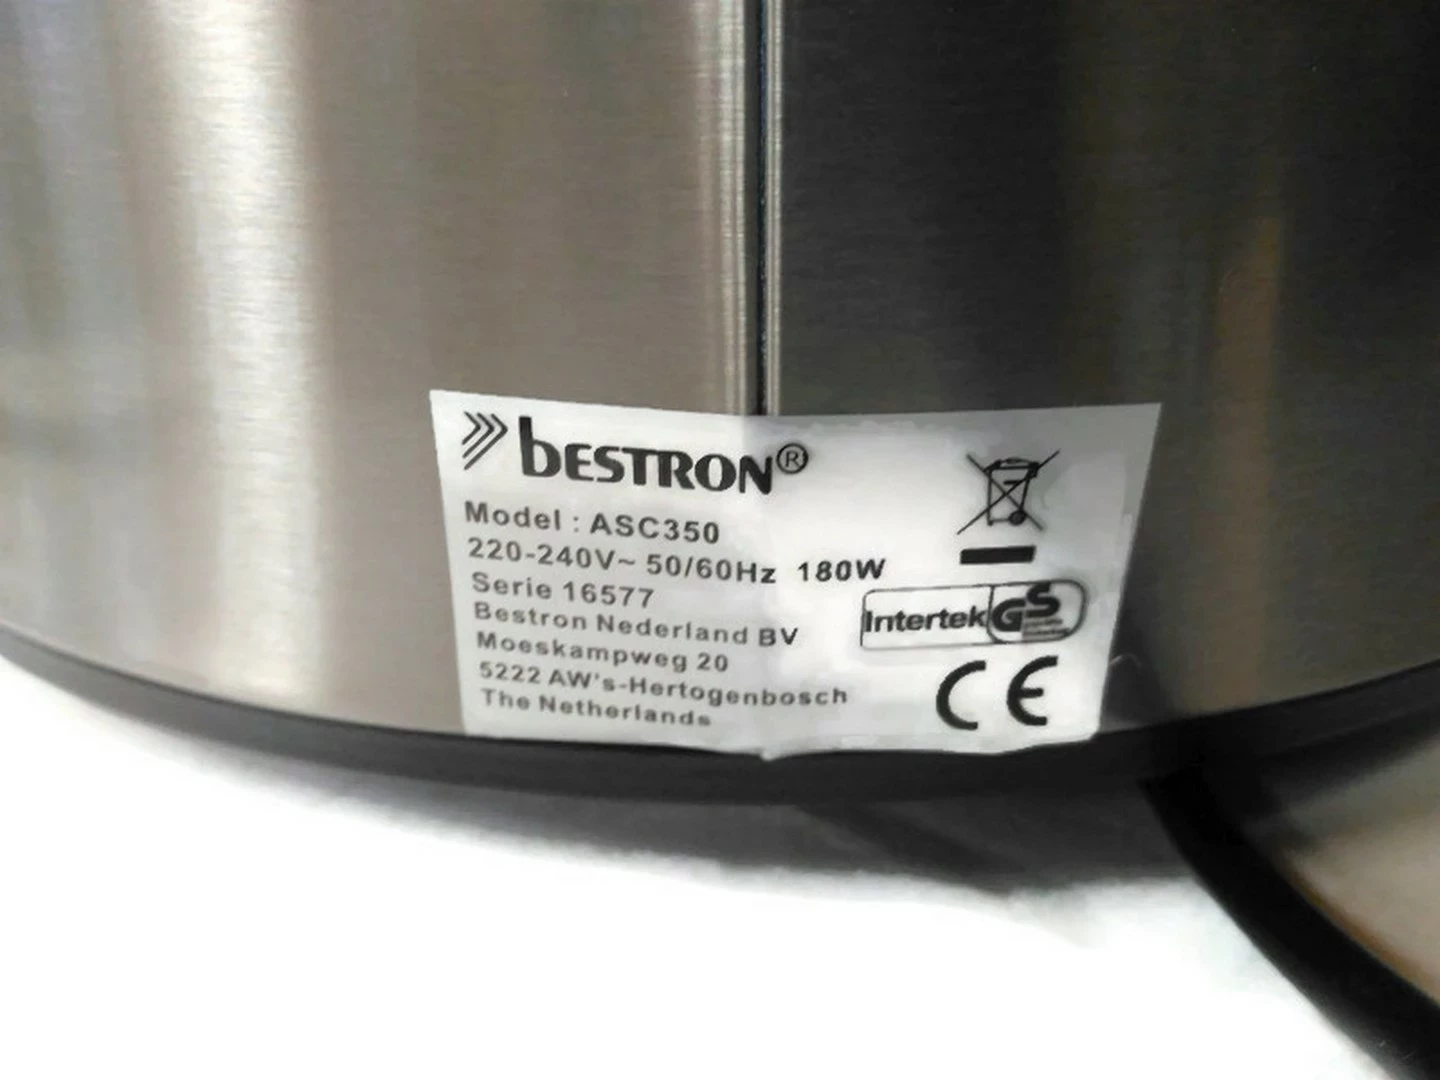 bESTRON®
Model : ASC350
220-240V~ 50/60Hz 180W
Serie 16577
Bestron Nederland BV
Moeskampweg 20
5222 AW's-Hertogenbosch
The Netherlands
Intertek GS
CE